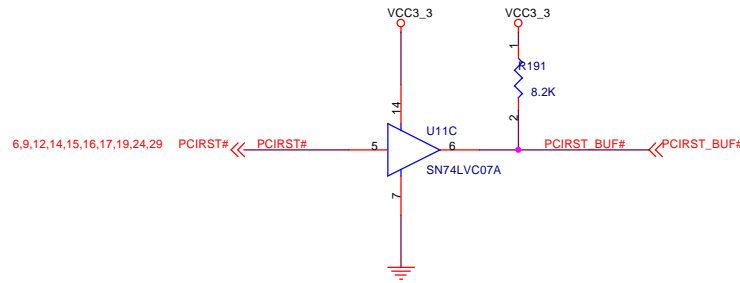 VCC3_3
VCC3_3
1
R191
8.2K
2
14
U11C
6,9,12,14,15,16,17,19,24,29
PCIRST#
PCIRST#
5
6
PCIRST_BUF#
PCIRST_BUF#
SN74LVC07A
7